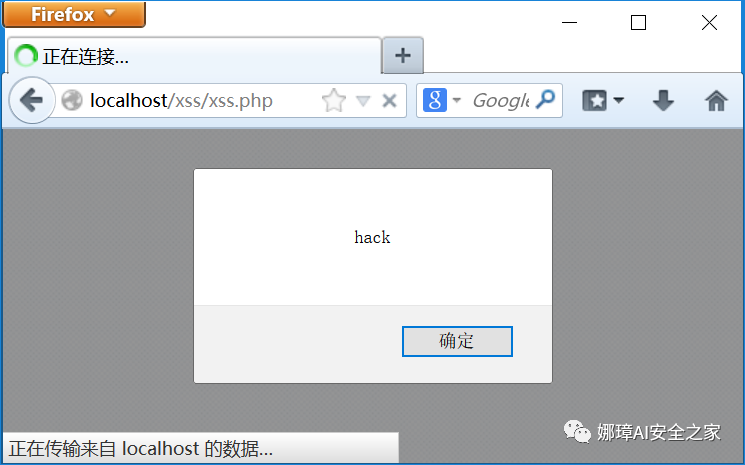 Firefox
正在连接...
localhost/xss/xss.php
Google
hack
确定
娜璋AI安全之家
正在传输来自 localhost 的数据...